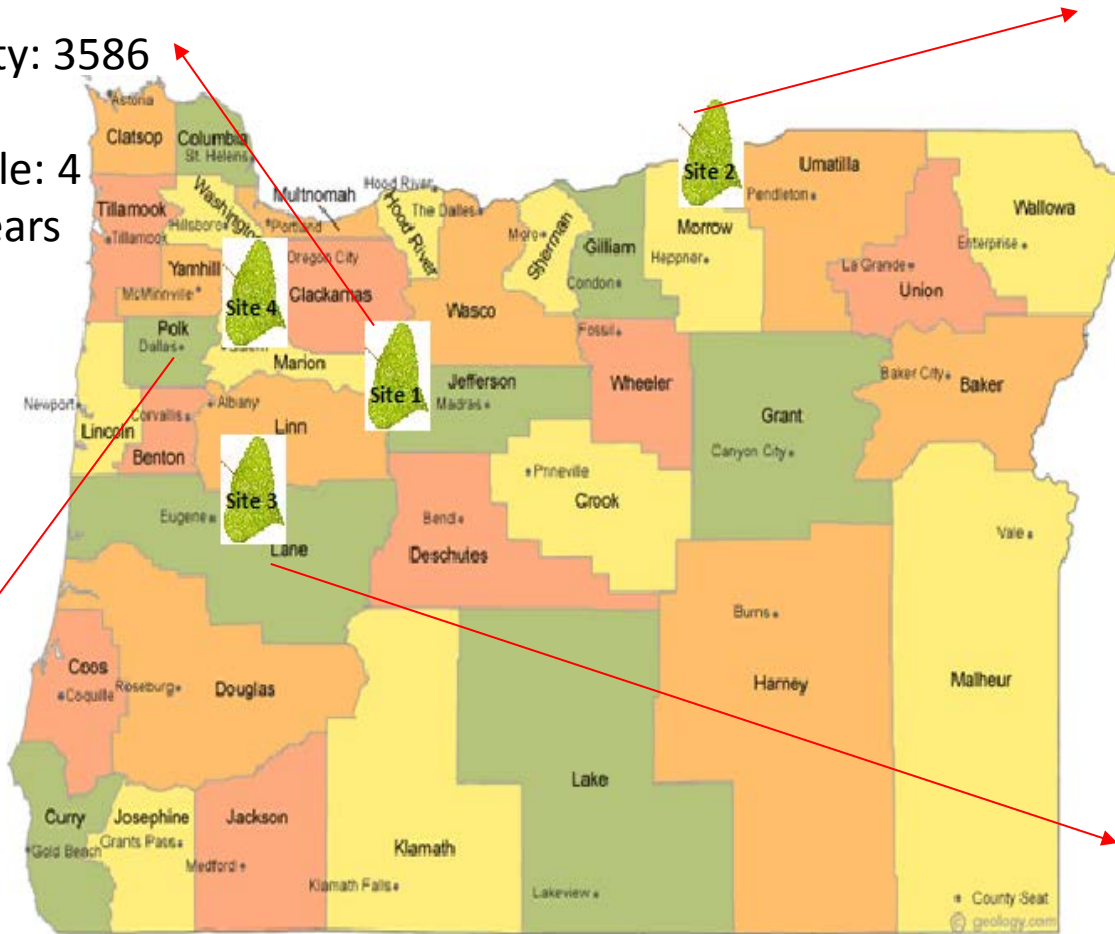 ty: 3586
le: 4
ears
Astoria
Clatsop
Columbia
St. Helens
Tillamook
Tillamook
Washington
Hillsboro
Multnomah
Portland
Hood River
Hood River
The Dalles
Moro
Sherman
Gilliam
Condon
Site 2
Morrow
Heppner
Umatilla
Pendleton
Wallowa
Enterprise
La Grande
Union
Yamhill
McMinnville
Oregon City
Clackamas
Site 4
Wasco
Fossil
Polk
Dallas
Marion
Site 1
Jefferson
Madras
Wheeler
Grant
Canyon City
Baker City
Baker
Newport
Lincoln
Corvallis
Benton
Albany
Linn
Site 3
Prineville
Crook
Eugene
Lane
Bend
Deschutes
Vale
Burns
Coos
Coquille
Roseburg
Douglas
Harney
Malheur
Lake
Curry
Gold Beach
Josephine
Grants Pass
Jackson
Medford
Klamath
Klamath Falls
Lakeview
County Seat
© geology.com